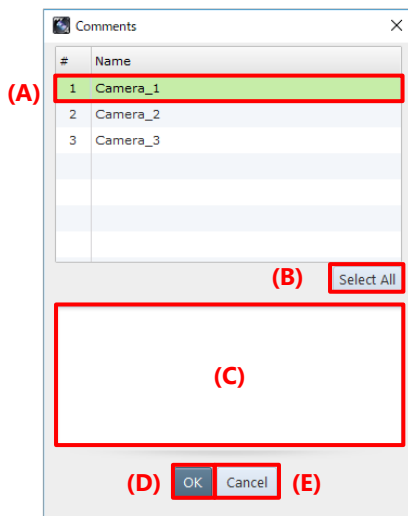 Comments
# Name
(A)
1 Camera_1
2 Camera_2
3 Camera_3
(B) Select All
(C)
(D) OK Cancel (E)